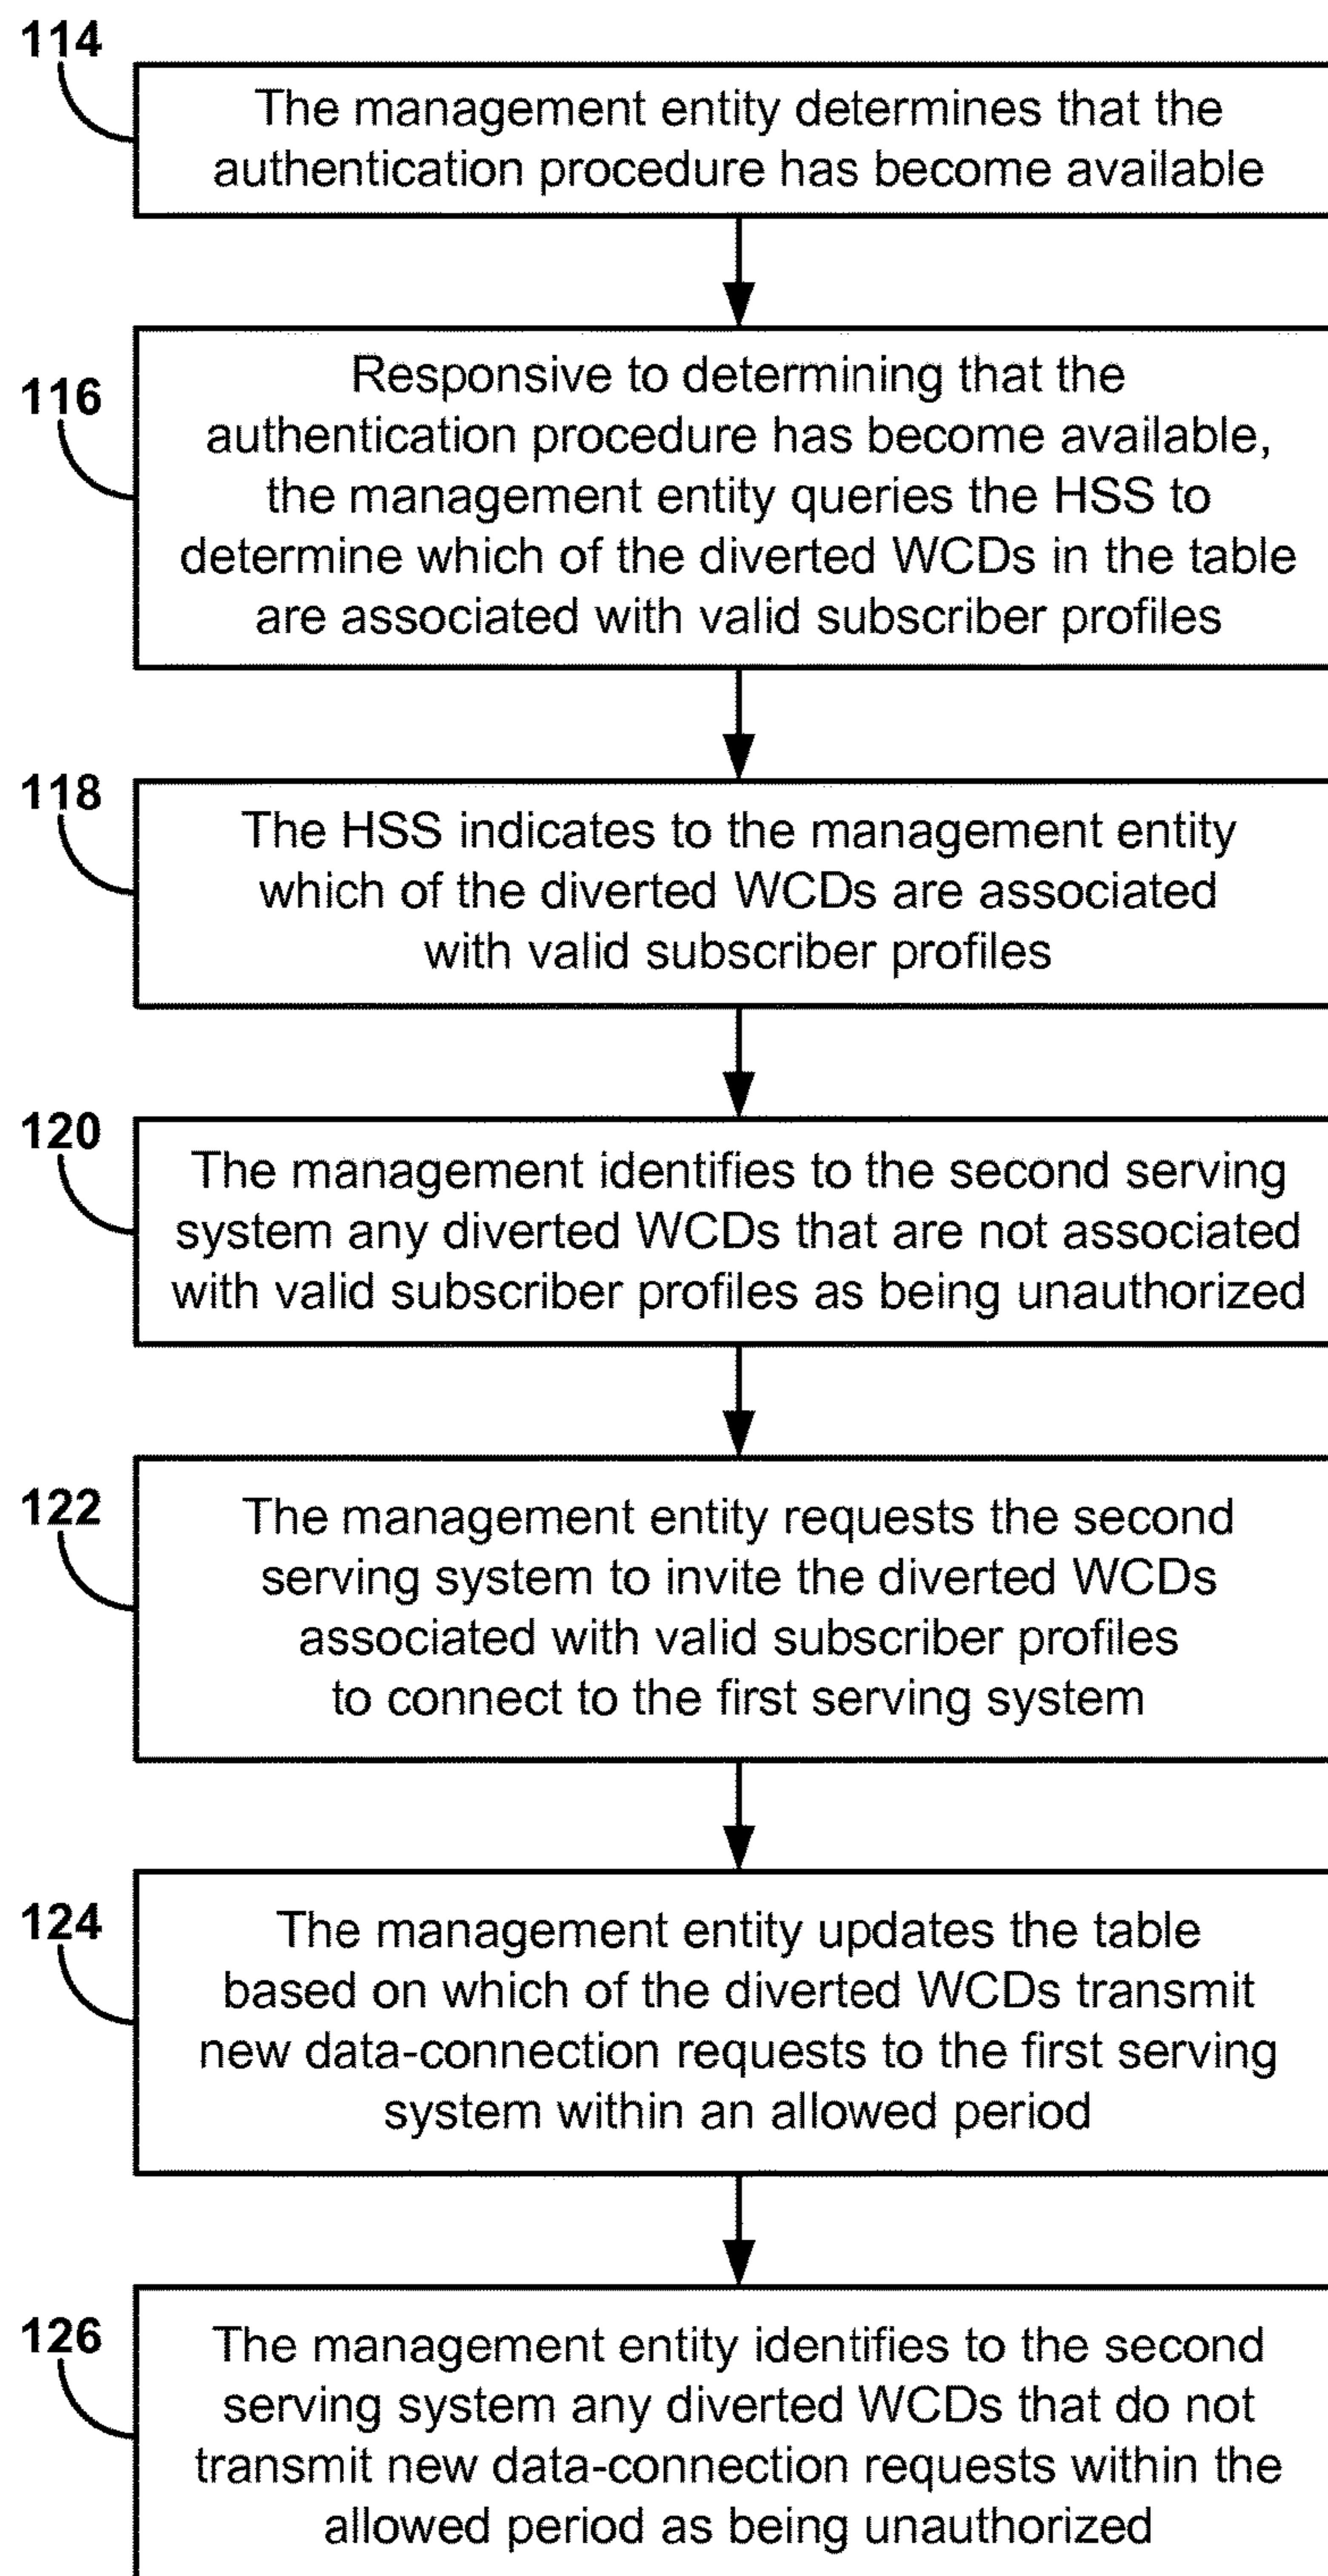 114
The management entity determines that the
authentication procedure has become available
116
Responsive to determining that the
authentication procedure has become available,
the management entity queries the HSS to
determine which of the diverted WCDs in the table
are associated with valid subscriber profiles
118
The HSS indicates to the management entity
which of the diverted WCDs are associated
with valid subscriber profiles
120
The management identifies to the second serving
system any diverted WCDs that are not associated
with valid subscriber profiles as being unauthorized
122
The management entity requests the second
serving system to invite the diverted WCDs
associated with valid subscriber profiles
to connect to the first serving system
124
The management entity updates the table
based on which of the diverted WCDs transmit
new data-connection requests to the first serving
system within an allowed period
126
The management entity identifies to the second
serving system any diverted WCDs that do not
transmit new data-connection requests within the
allowed period as being unauthorized